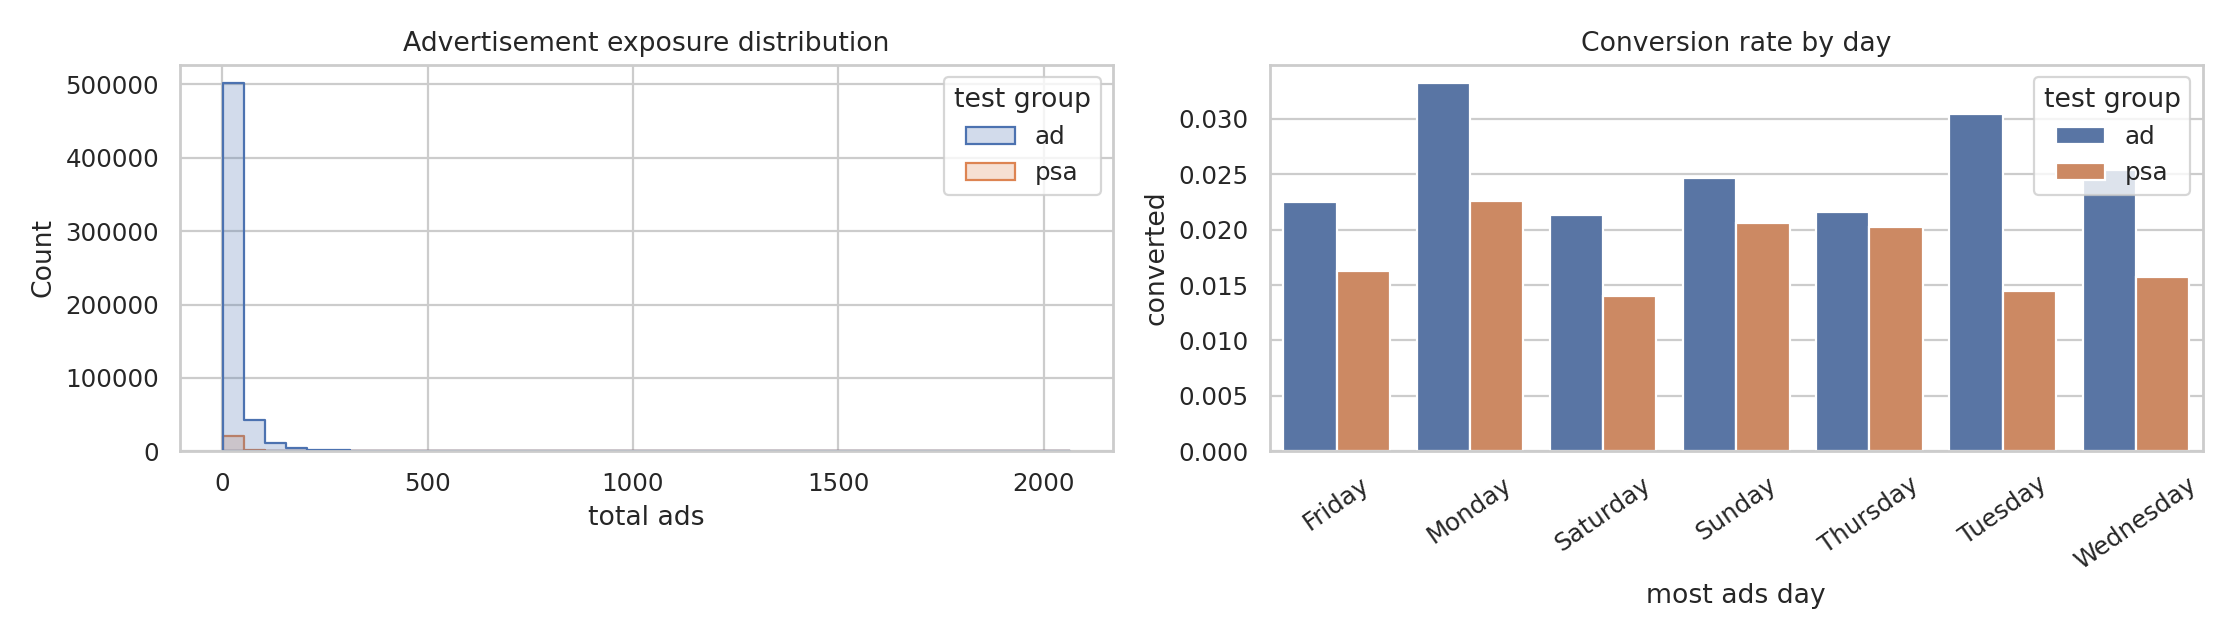 Advertisement exposure distribution
500000
400000
300000
200000
100000
0
Count
0 500 1000 1500 2000
total ads
test group
ad
psa
Conversion rate by day
0.030
0.025
0.020
0.015
0.010
0.005
0.000
converted
Friday Monday Saturday Sunday Thursday Tuesday Wednesday
most ads day
test group
ad
psa